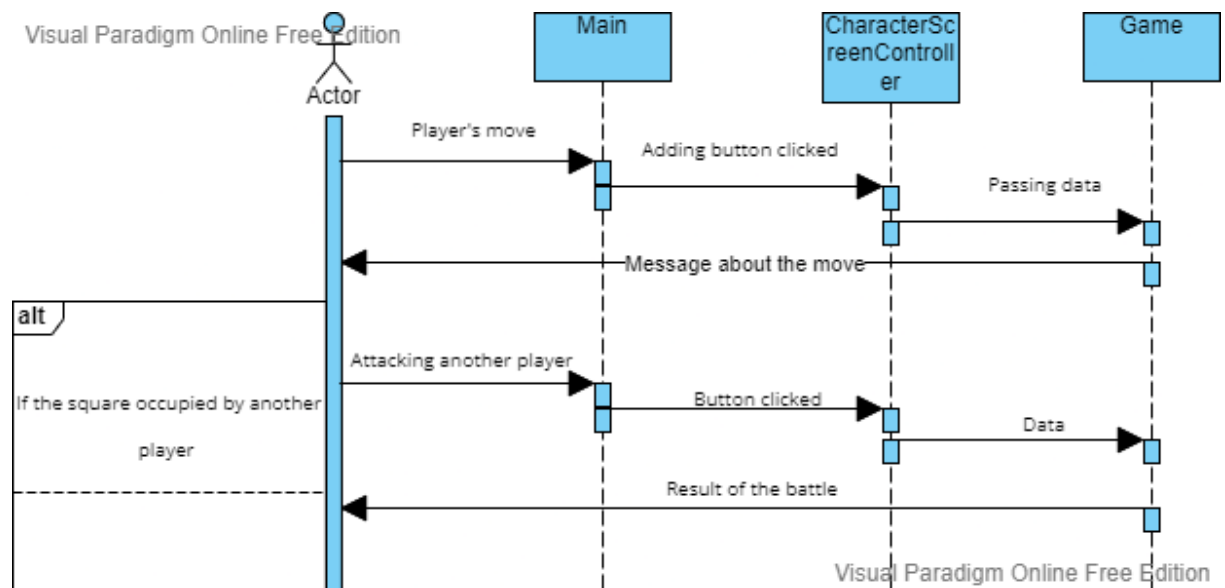 Visual Paradigm Online Free Edition
Actor
Main
CharacterSc
reenControll
er
Game
Player's move
Adding button clicked
Passing data
Message about the move
alt
If the square occupied by another
player
Attacking another player
Button clicked
Data
Result of the battle
Visual Paradigm Online Free Edition